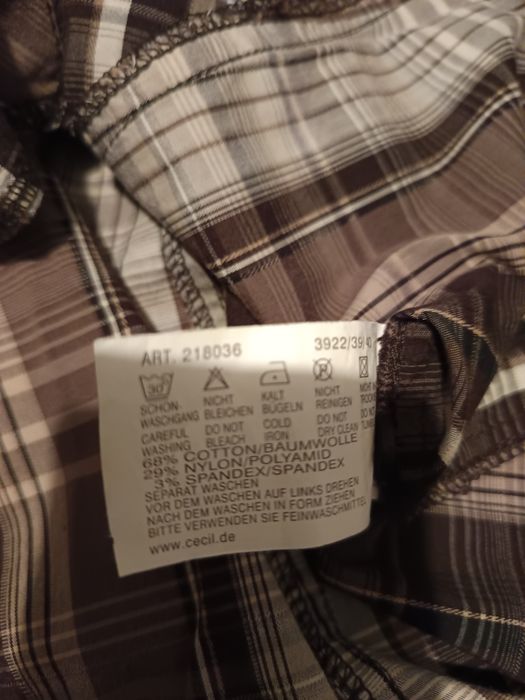 ART. 218036 3922/39 40
30
SCHON- NICHT KALT NICHT
WASCHGANG BLEICHEN BÜGELN REINIGEN
CAREFUL DO NOT COLD DO NOT DO NOT
WASHING BLEACH IRON DRY CLEAN
68% COTTON/BAUMWOLLE
29% NYLON/POLYAMID
3% SPANDEX/SPANDEX
SEPARAT WASCHEN
VOR DEM WASCHEN AUF LINKS DREHEN
NACH DEM WASCHEN IN FORM ZIEHEN
BITTE VERWENDEN SIE FEINWASCHMITTEL
www.cecil.de